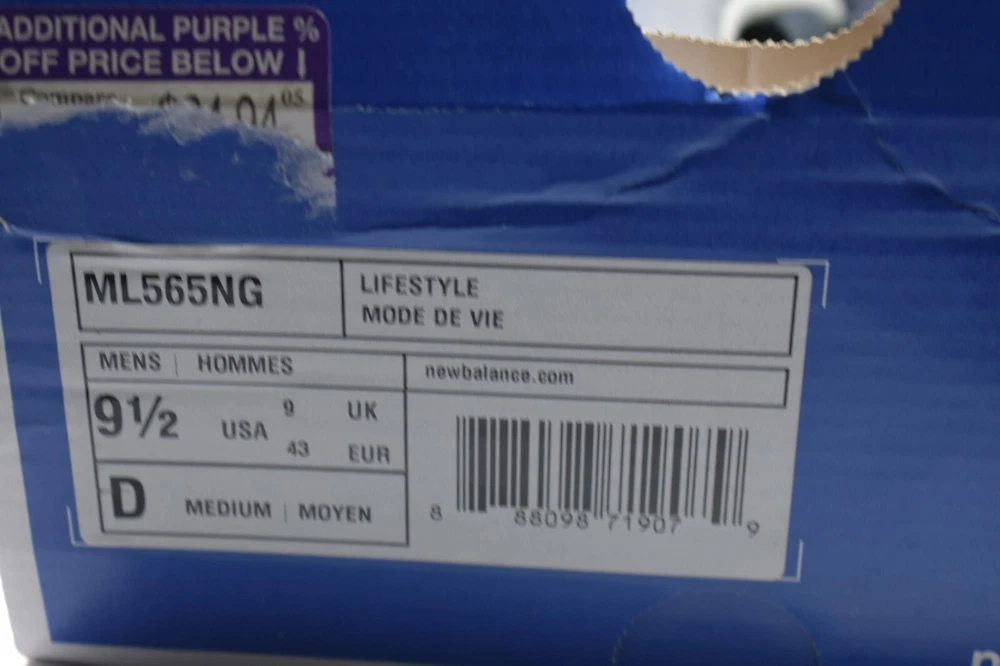 ADDITIONAL PURPLE %
OFF PRICE BELOW
ML565NG
LIFESTYLE
MODE DE VIE
MENS | HOMMES
newbalance.com
9½ USA 9 UK
43 EUR
D MEDIUM | MOYEN
8 88098 71907 9